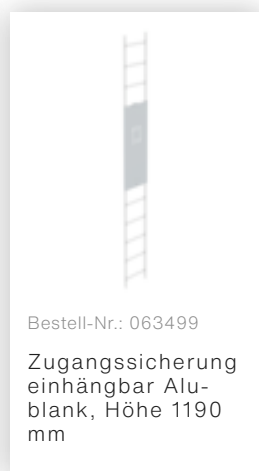 Bestell-Nr.: 063499
Zugangssicherung
einhängbar Alu-
blank, Höhe 1190
mm